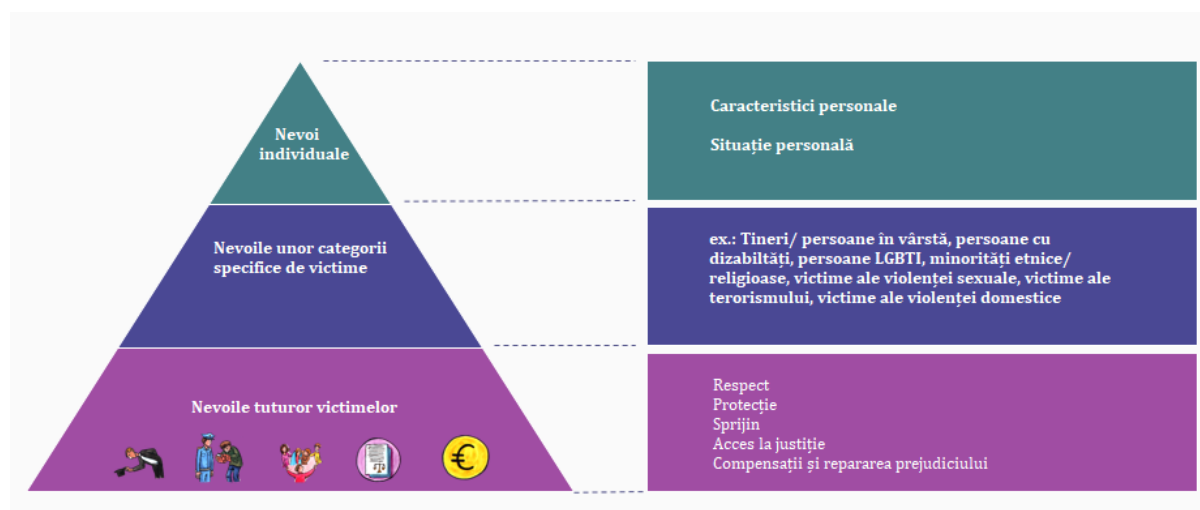 Nevoi
individuale
Caracteristici personale
Situație personală
Nevoile unor categorii
specifice de victime
ex.: Tineri/ persoane în vârstă, persoane cu
dizabiltăți, persoane LGBTI, minorități etnice/
religioase, victime ale violenței sexuale, victime ale
terorismului, victime ale violenței domestice
Nevoile tuturor victimelor
€
Respect
Protecție
Sprijin
Acces la justiție
Compensații și repararea prejudiciului